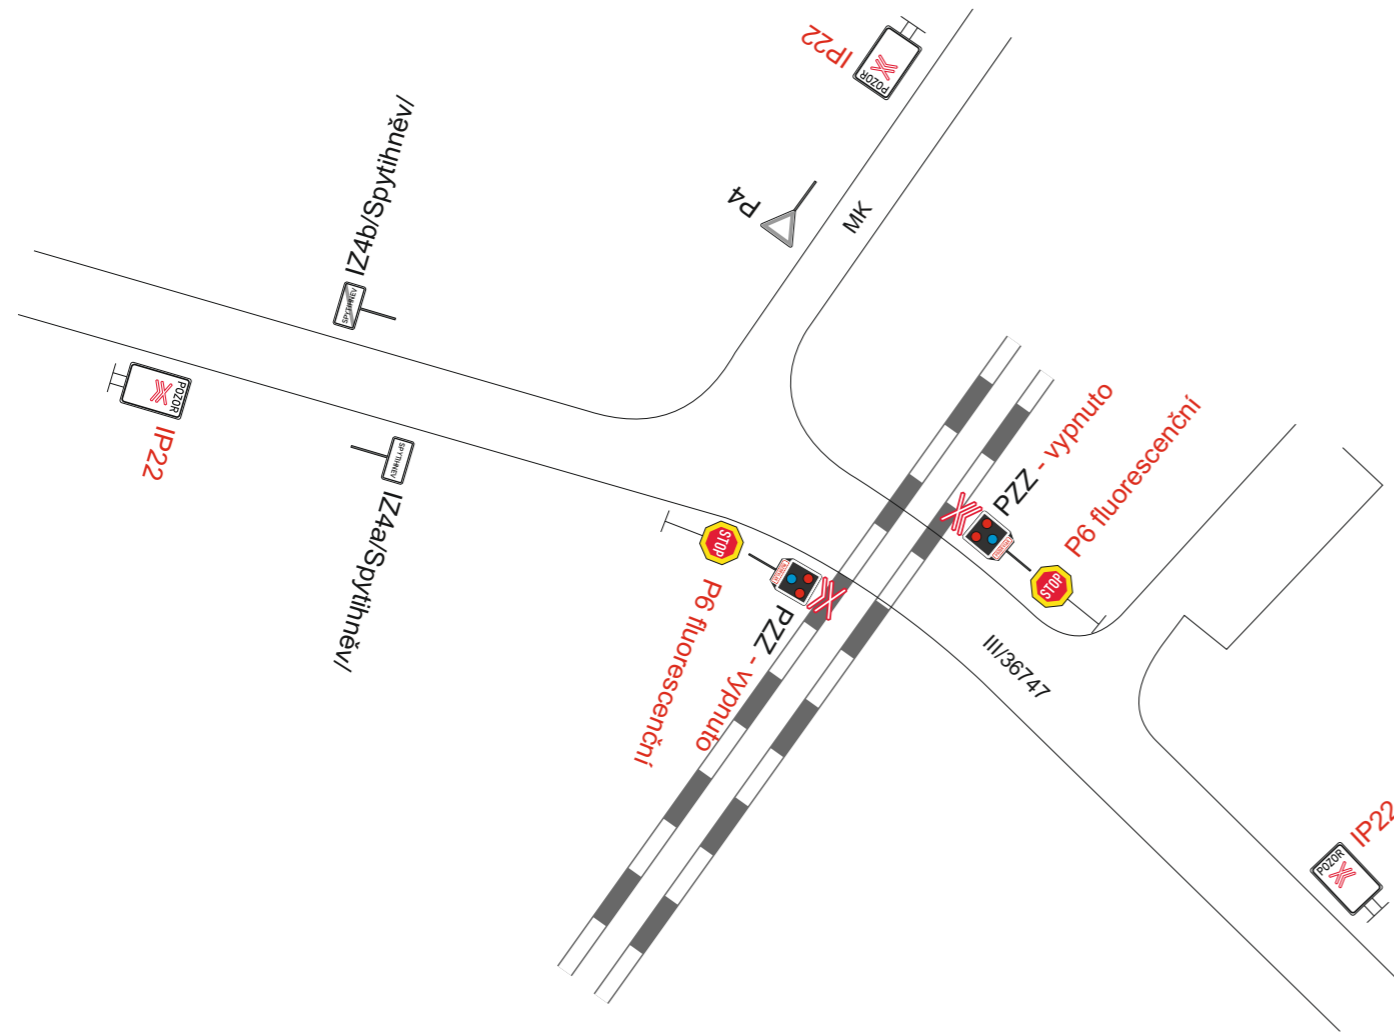 IP22
POZOR
IZ4b/Spytihněv/
SPYTIHNĚV
P4
MK
POZOR
IP22
SPYTIHNĚV
IZ4a/Spytihněv/
PZZ - vypnuto
P6 fluorescenční
STOP
STOP
PZZ - vypnuto
P6 fluorescenční
III/36747
IP22
POZOR